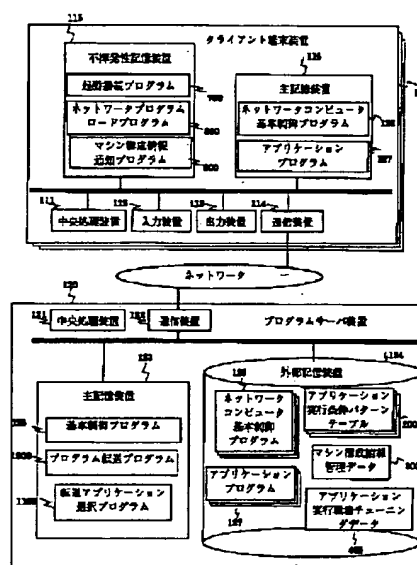 115
クライアント端末装置
不揮発性記憶装置
起動診断プログラム
700
ネットワークプログラム
ロードプログラム
マシン構成情報
通知プログラム
主記憶装置
ネットワークコンピュータ
基本制御プログラム
アプリケーション
プログラム
中央処理装置
入力装置
出力装置
114
通信装置
ネットワーク
120
中央処理装置
通信装置
プログラムサーバ装置
主記憶装置
基本制御プログラム
プログラム転送プログラム
転送アプリケーション
選択プログラム
外部記憶装置
ネットワーク
コンピュータ
基本制御
プログラム
アプリケーション
実行条件パターン
テーブル
200
マシン構成情報
管理データ
アプリケーション
プログラム
127
アプリケーション
実行環境チューニン
グデータ